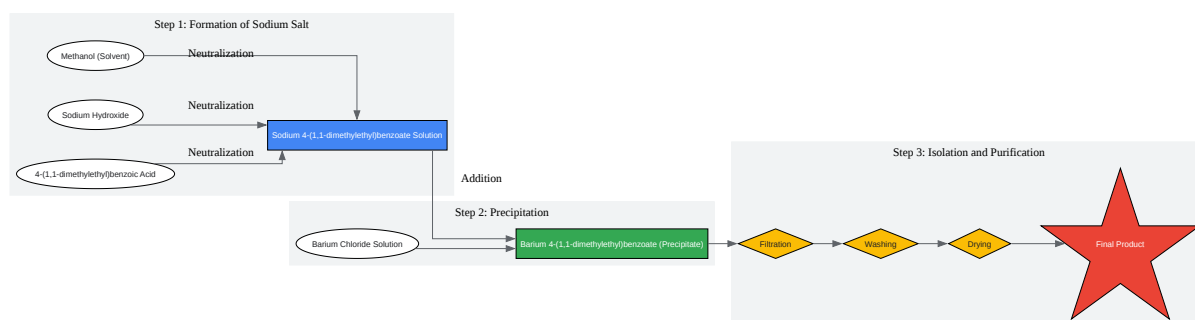 Step 1: Formation of Sodium Salt
Methanol (Solvent)
Neutralization
Sodium Hydroxide
Neutralization
Sodium 4-(1,1-dimethylethyl)benzoate Solution
Neutralization
4-(1,1-dimethylethyl)benzoic Acid
Addition
Step 2: Precipitation
Barium Chloride Solution
Barium 4-(1,1-dimethylethyl)benzoate (Precipitate)
Step 3: Isolation and Purification
Filtration
Washing
Drying
Final Product